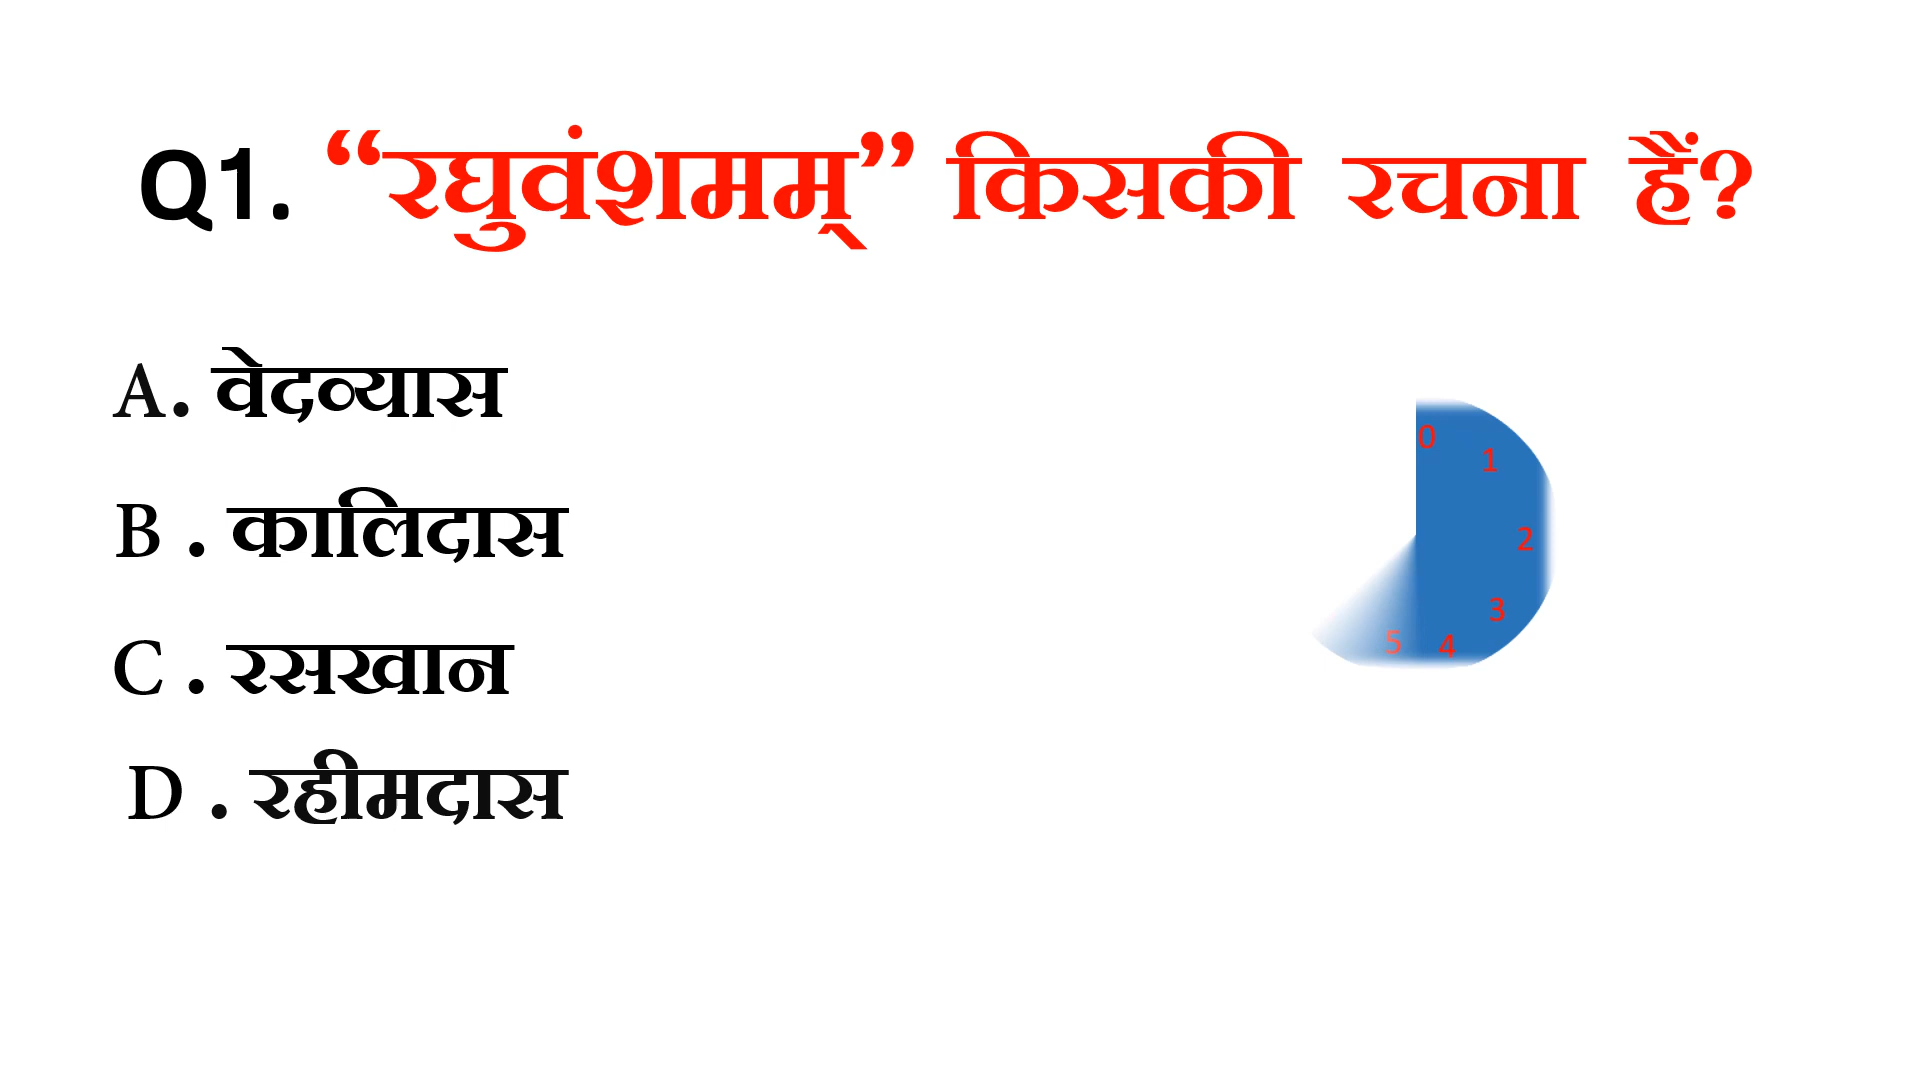 Q1. “रघुवंशमम्” किसकी रचना हैं?
A. वेदव्यास
B . कालिदास
C . रसखान
D . रहीमदास
0
1
2
3
4
5